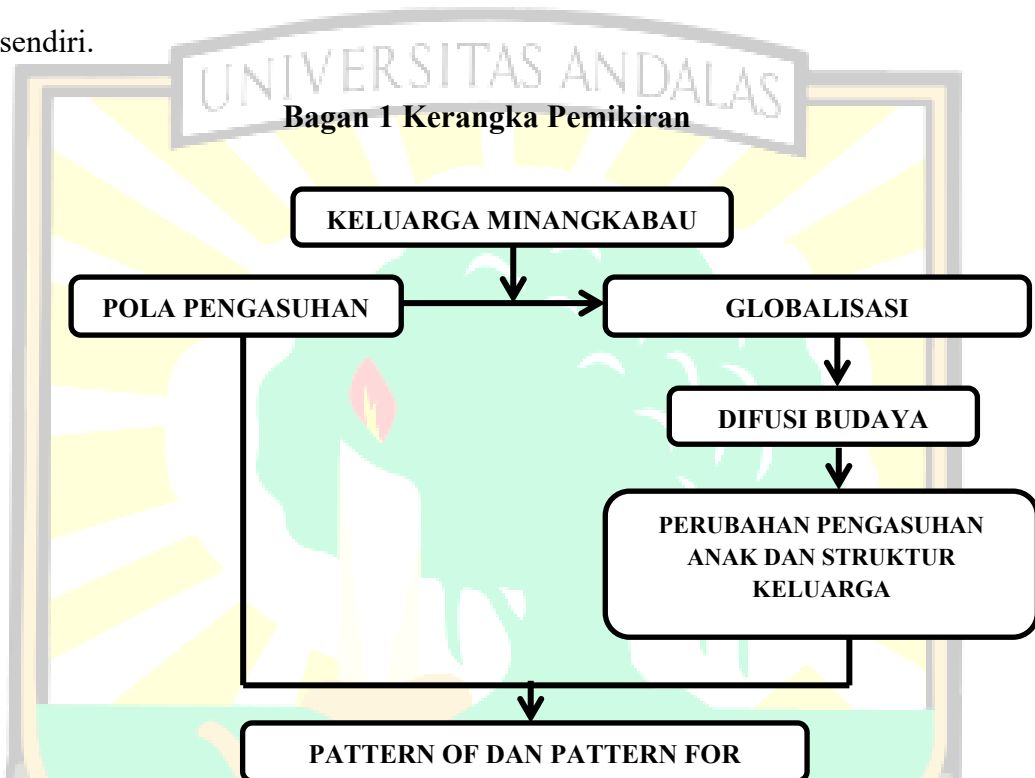 sendiri.
UNIVERSITAS ANDALAS
Bagan 1 Kerangka Pemikiran
KELUARGA MINANGKABAU
POLA PENGASUHAN
GLOBALISASI
DIFUSI BUDAYA
PERUBAHAN PENGASUHAN
ANAK DAN STRUKTUR
KELUARGA
PATTERN OF DAN PATTERN FOR